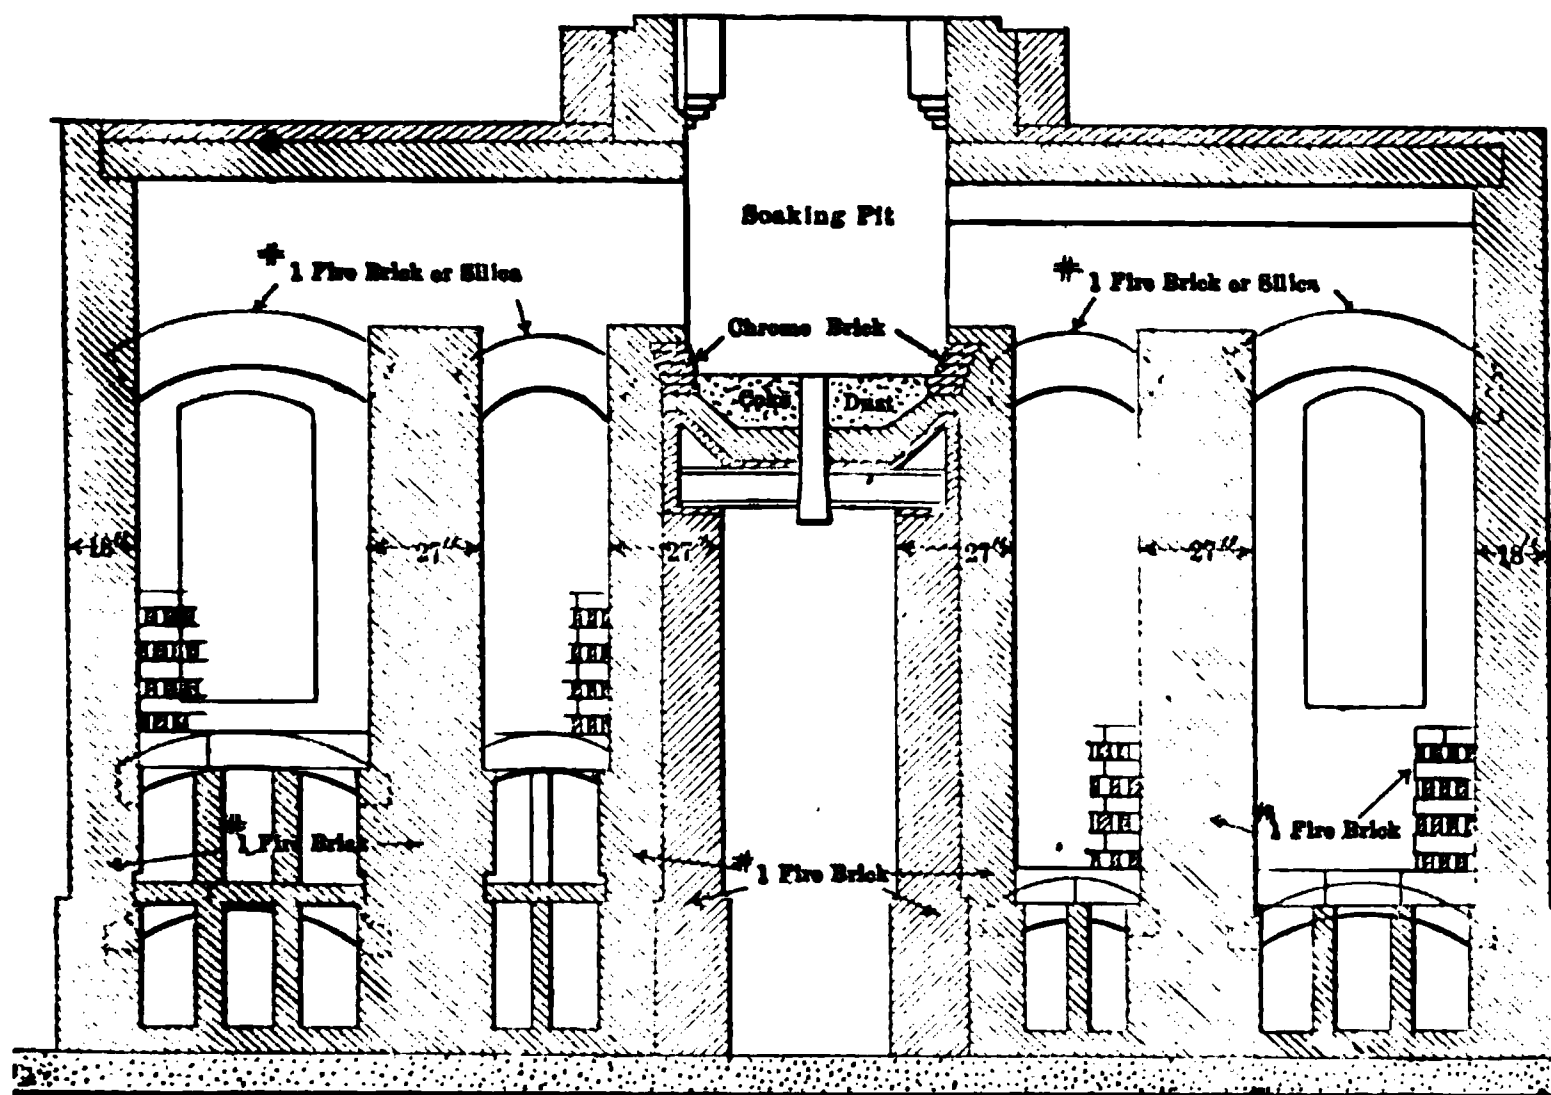 Soaking Pit
# 1 Fire Brick or Silica
# 1 Fire Brick or Silica
Chrome Brick
Coke Dust
18"
27"
27"
27"
27"
18"
# 1 Fire Brick
# 1 Fire Brick
# 1 Fire Brick